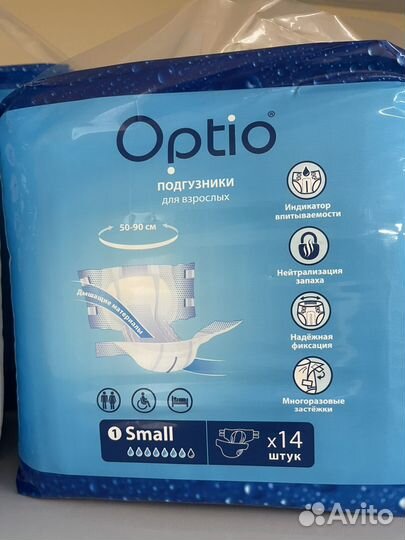 Optio®
ПОДГУЗНИКИ
для взрослых
50-90 см
Дышащие материалы
Индикатор
впитываемости
Нейтрализация
запаха
Надёжная
фиксация
Многоразовые
застёжки
1 Small
x14
штук
Avito